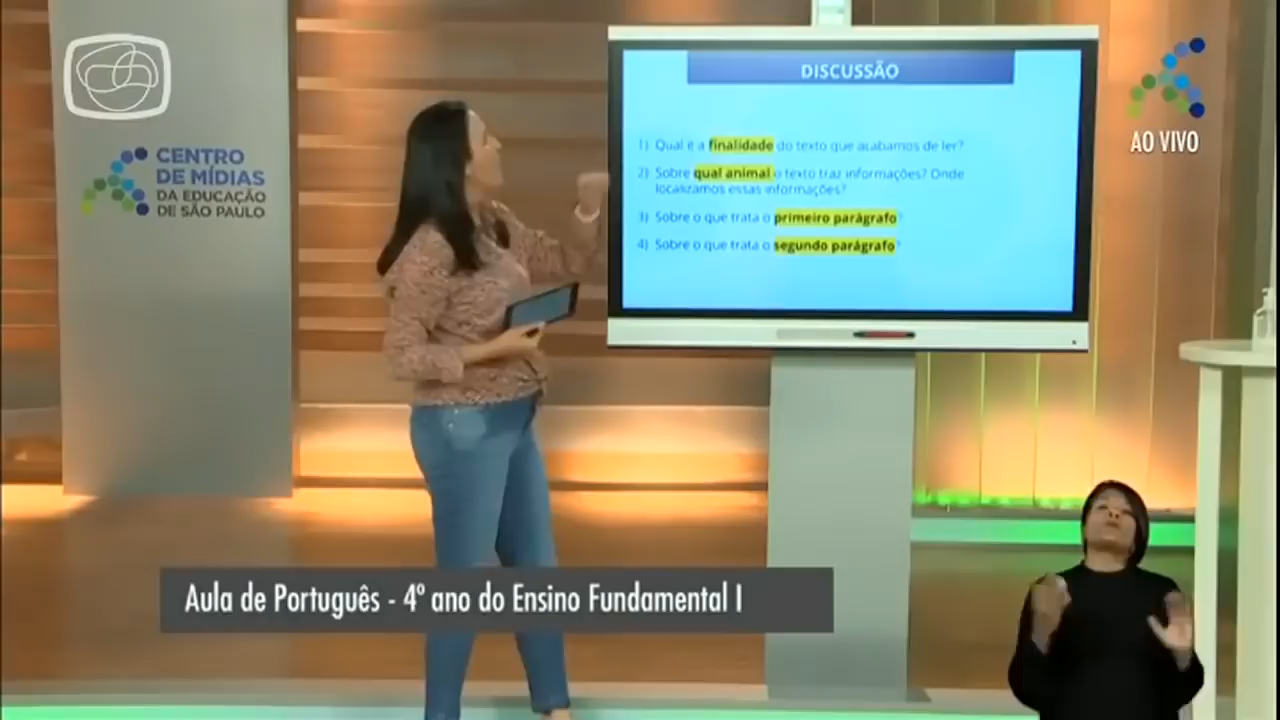 CENTRO
DE MÍDIAS
DA EDUCAÇÃO
DE SÃO PAULO
DISCUSSÃO
1) Qual é a finalidade do texto que acabamos de ler?
2) Sobre qual animal o texto traz informações? Onde
localizamos essas informações?
3) Sobre o que trata o primeiro parágrafo?
4) Sobre o que trata o segundo parágrafo?
AO VIVO
Aula de Português - 4º ano do Ensino Fundamental I